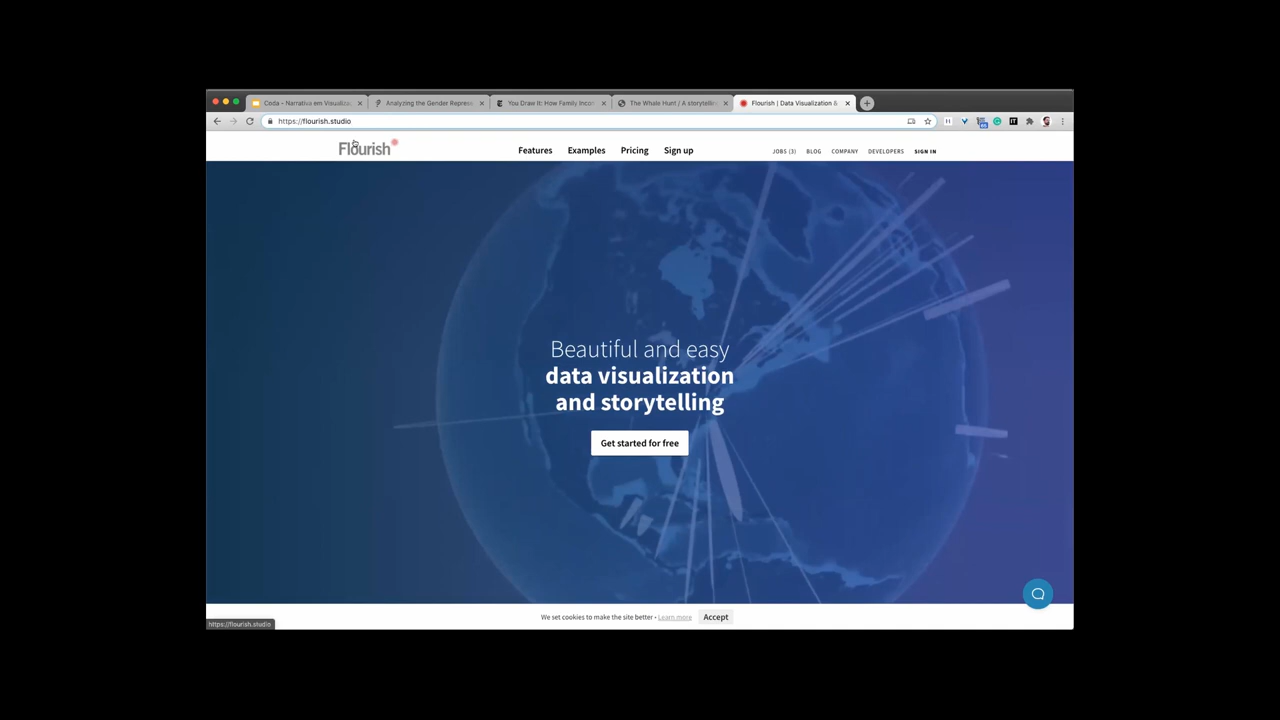 Coda – Narrativa em Visualiza
Analyzing the Gender Repres
You Draw It: How Family Incor
The Whale Hunt / A storytellin
Flourish | Data Visualization &
https://flourish.studio
Flourish
Features Examples Pricing Sign up
JOBS (3) BLOG COMPANY DEVELOPERS SIGN IN
Beautiful and easy
data visualization
and storytelling
Get started for free
We set cookies to make the site better • Learn more Accept
https://flourish.studio